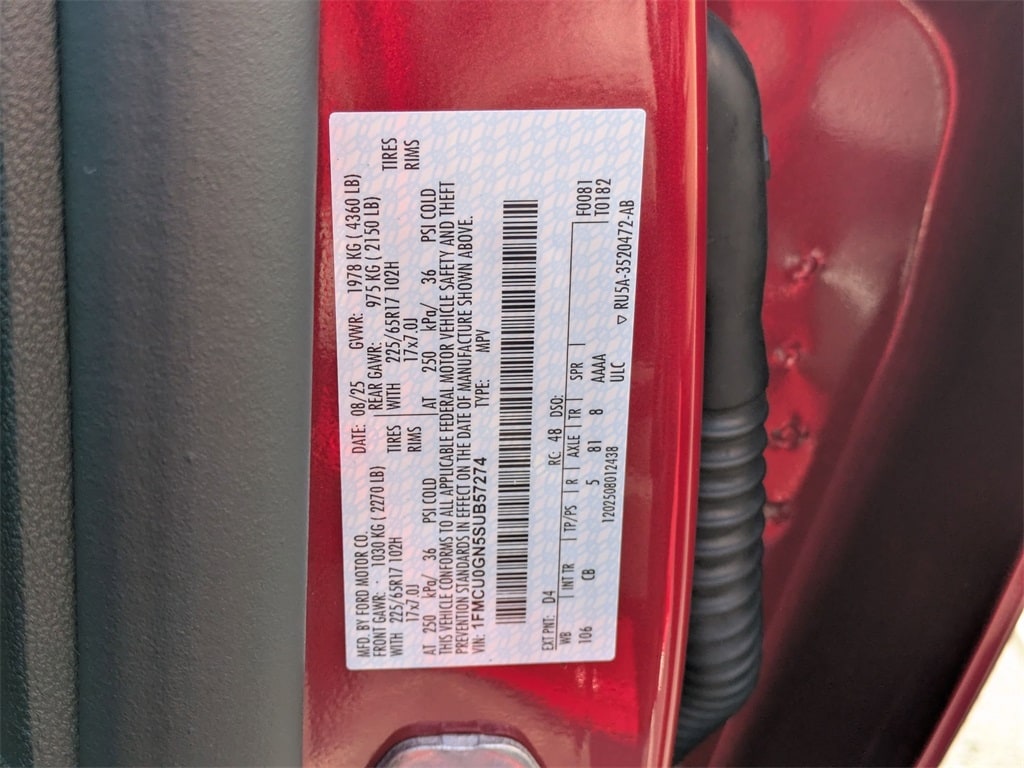 MFD. BY FORD MOTOR CO. DATE: 08/25 GVWR: 1978 KG ( 4360 LB)
FRONT GAWR: 1030 KG ( 2270 LB) REAR GAWR: 975 KG ( 2150 LB)
WITH 225/65R17 102H TIRES WITH 225/65R17 102H TIRES
17x7.0J RIMS 17x7.0J RIMS
AT 250 kPa/ 36 PSI COLD AT 250 kPa/ 36 PSI COLD
THIS VEHICLE CONFORMS TO ALL APPLICABLE FEDERAL MOTOR VEHICLE SAFETY AND THEFT
PREVENTION STANDARDS IN EFFECT ON THE DATE OF MANUFACTURE SHOWN ABOVE.
VIN: 1FMCU0GN5SUB57274 TYPE: MPV
EXT PNT: D4 RC: 48 DSO: F0081
WB INT TR TP/PS R AXLE TR SPR T0182
106 CB 5 81 8 AAAA
1202508012438 ULC ▽ RU5A-3520472-AB